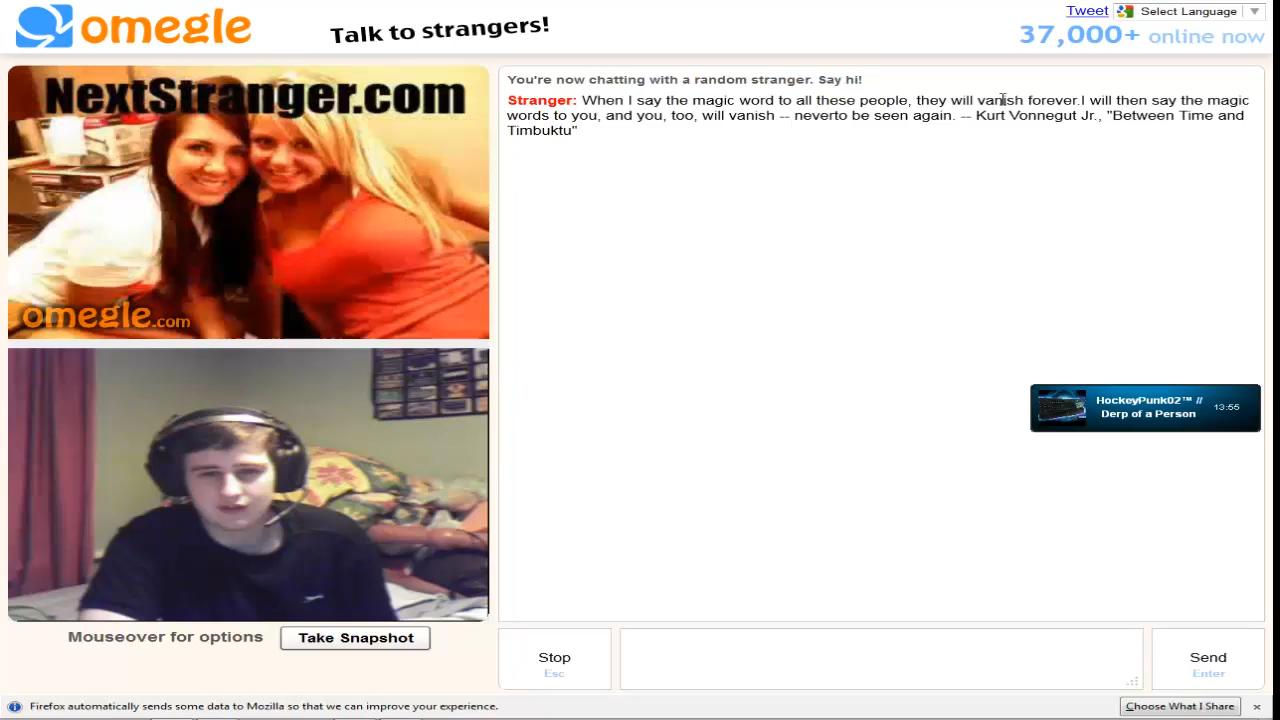 omegle
Talk to strangers!
Tweet
Select Language
37,000+ online now
NextStranger.com
omegle.com
You're now chatting with a random stranger. Say hi!
Stranger: When I say the magic word to all these people, they will vanish forever.I will then say the magic
words to you, and you, too, will vanish -- neverto be seen again. -- Kurt Vonnegut Jr., "Between Time and
Timbuktu"
HockeyPunk02™ //
Derp of a Person
13:55
Mouseover for options
Take Snapshot
Stop
Esc
Send
Enter
Firefox automatically sends some data to Mozilla so that we can improve your experience.
Choose What I Share